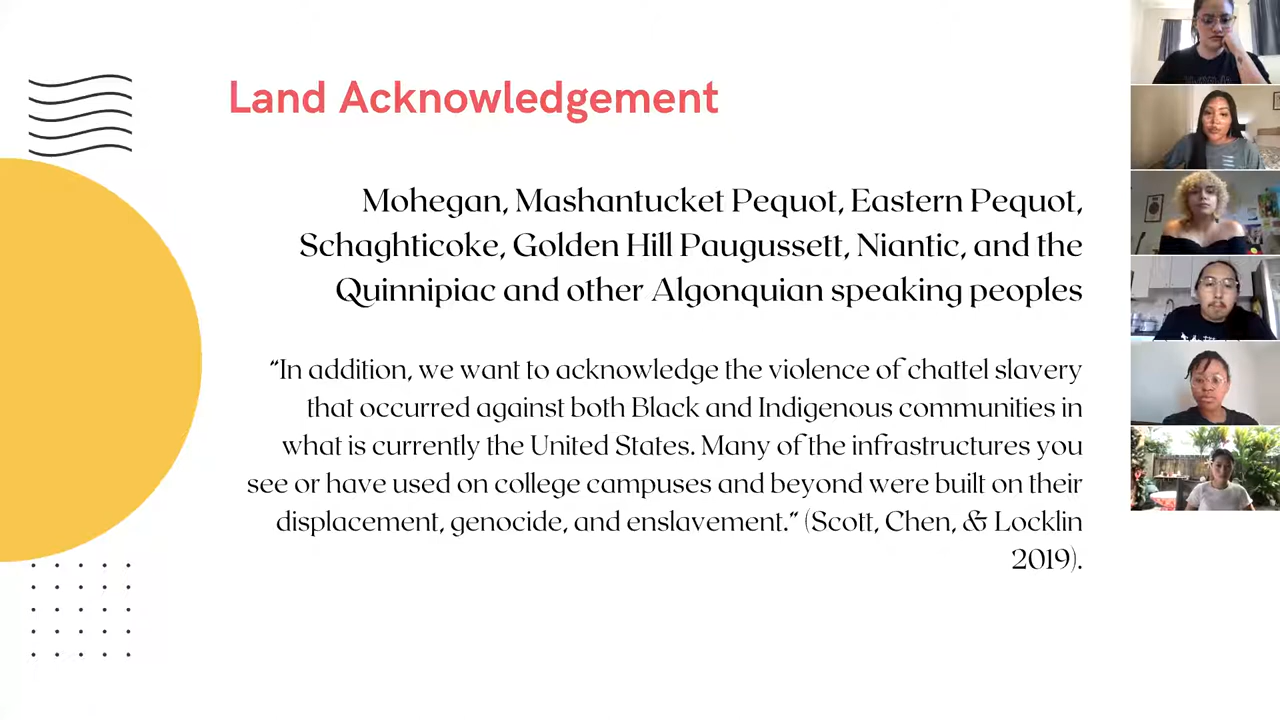 Land Acknowledgement
Mohegan, Mashantucket Pequot, Eastern Pequot,
Schaghticoke, Golden Hill Paugussett, Niantic, and the
Quinnipiac and other Algonquian speaking peoples
“In addition, we want to acknowledge the violence of chattel slavery
that occurred against both Black and Indigenous communities in
what is currently the United States. Many of the infrastructures you
see or have used on college campuses and beyond were built on their
displacement, genocide, and enslavement.” (Scott, Chen, & Locklin
2019).